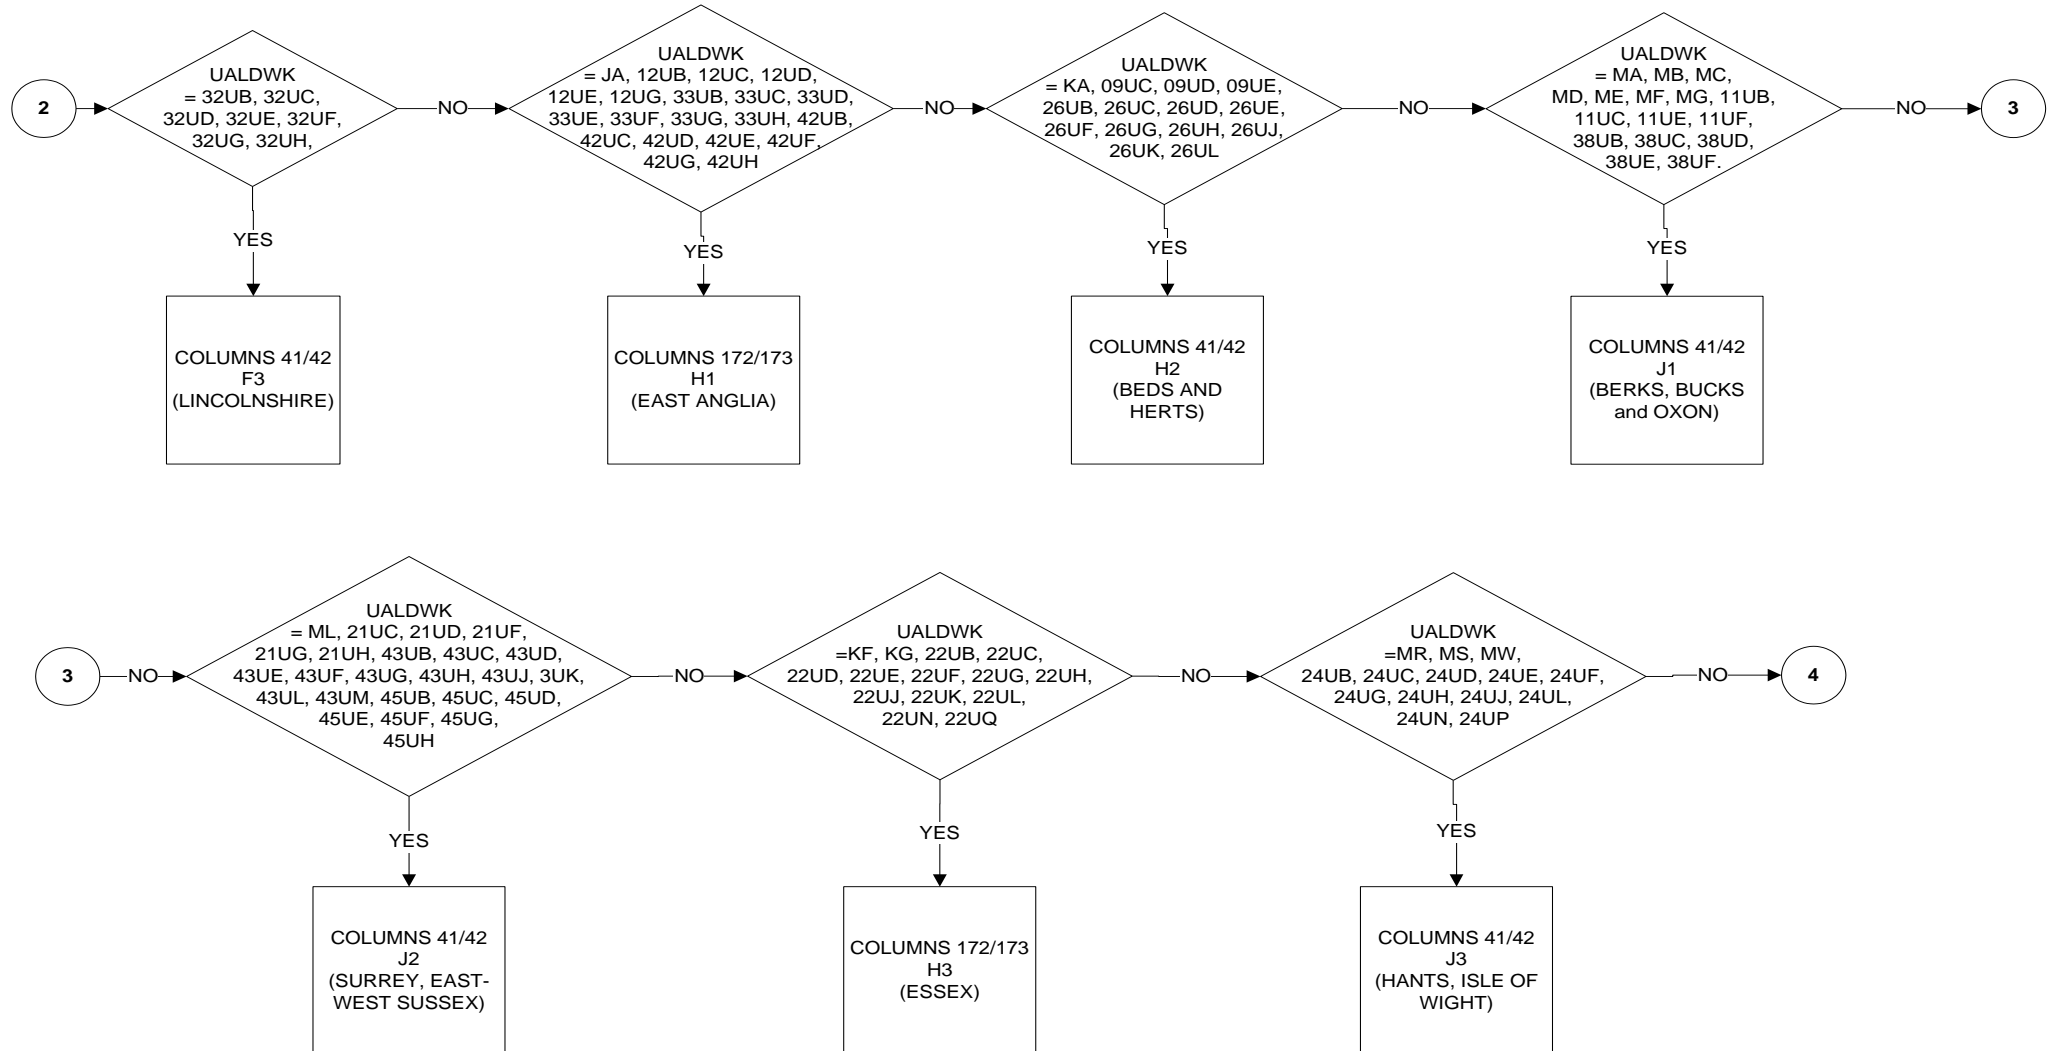 2
UALDWK
= 32UB, 32UC,
32UD, 32UE, 32UF,
32UG, 32UH,
NO
UALDWK
= JA, 12UB, 12UC, 12UD,
12UE, 12UG, 33UB, 33UC, 33UD,
33UE, 33UF, 33UG, 33UH, 42UB,
42UC, 42UD, 42UE, 42UF,
42UG, 42UH
NO
UALDWK
= KA, 09UC, 09UD, 09UE,
26UB, 26UC, 26UD, 26UE,
26UF, 26UG, 26UH, 26UJ,
26UK, 26UL
NO
UALDWK
= MA, MB, MC,
MD, ME, MF, MG, 11UB,
11UC, 11UE, 11UF,
38UB, 38UC, 38UD,
38UE, 38UF.
NO
3
YES
YES
YES
YES
COLUMNS 41/42
F3
(LINCOLNSHIRE)
COLUMNS 172/173
H1
(EAST ANGLIA)
COLUMNS 41/42
H2
(BEDS AND
HERTS)
COLUMNS 41/42
J1
(BERKS, BUCKS
and OXON)
3
NO
UALDWK
= ML, 21UC, 21UD, 21UF,
21UG, 21UH, 43UB, 43UC, 43UD,
43UE, 43UF, 43UG, 43UH, 43UJ, 3UK,
43UL, 43UM, 45UB, 45UC, 45UD,
45UE, 45UF, 45UG,
45UH
NO
UALDWK
=KF, KG, 22UB, 22UC,
22UD, 22UE, 22UF, 22UG, 22UH,
22UJ, 22UK, 22UL,
22UN, 22UQ
NO
UALDWK
=MR, MS, MW,
24UB, 24UC, 24UD, 24UE, 24UF,
24UG, 24UH, 24UJ, 24UL,
24UN, 24UP
NO
4
YES
YES
YES
COLUMNS 41/42
J2
(SURREY, EAST-
WEST SUSSEX)
COLUMNS 172/173
H3
(ESSEX)
COLUMNS 41/42
J3
(HANTS, ISLE OF
WIGHT)